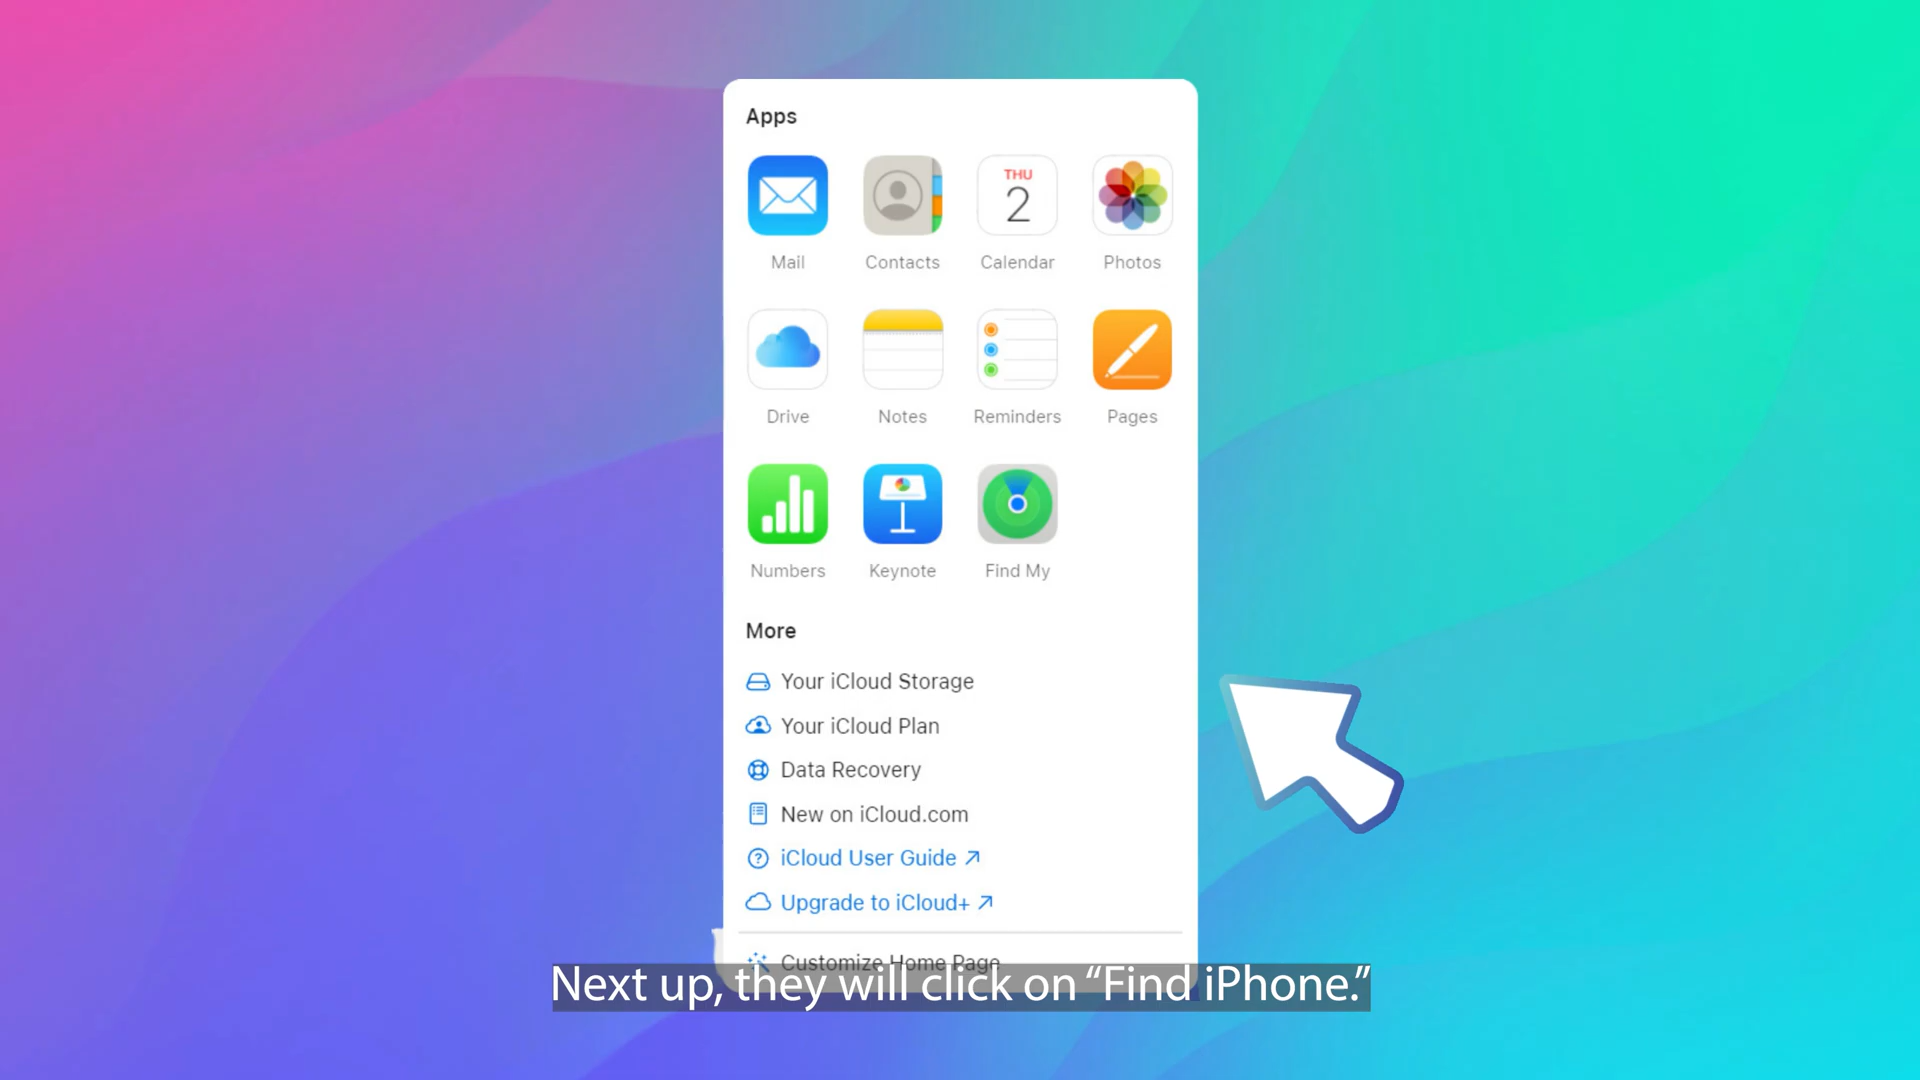 Apps
THU
2
Mail Contacts Calendar Photos
Drive Notes Reminders Pages
Numbers Keynote Find My
More
Your iCloud Storage
Your iCloud Plan
Data Recovery
New on iCloud.com
iCloud User Guide ↗
Upgrade to iCloud+ ↗
Customize Home Page
Next up, they will click on “Find iPhone.”